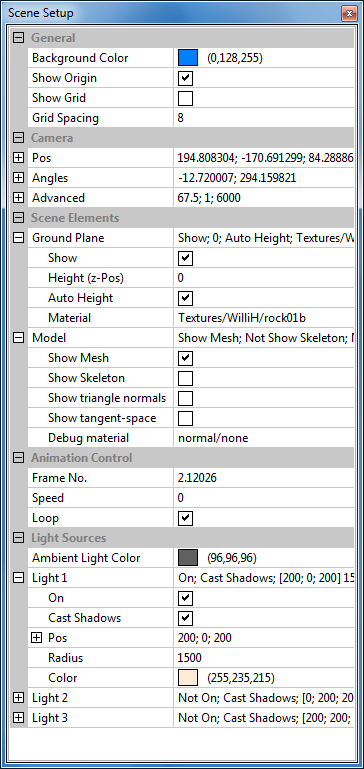 Scene Setup
General
Background Color (0,128,255)
Show Origin
Show Grid
Grid Spacing 8
Camera
Pos 194.808304; -170.691299; 84.28886
Angles -12.720007; 294.159821
Advanced 67.5; 1; 6000
Scene Elements
Ground Plane Show; 0; Auto Height; Textures/W
Show
Height (z-Pos) 0
Auto Height
Material Textures/WilliH/rock01b
Model Show Mesh; Not Show Skeleton;
Show Mesh
Show Skeleton
Show triangle normals
Show tangent-space
Debug material normal/none
Animation Control
Frame No. 2.12026
Speed 0
Loop
Light Sources
Ambient Light Color (96,96,96)
Light 1 On; Cast Shadows; [200; 0; 200] 15
On
Cast Shadows
Pos 200; 0; 200
Radius 1500
Color (255,235,215)
Light 2 Not On; Cast Shadows; [0; 200; 20
Light 3 Not On; Cast Shadows; [200; 200;